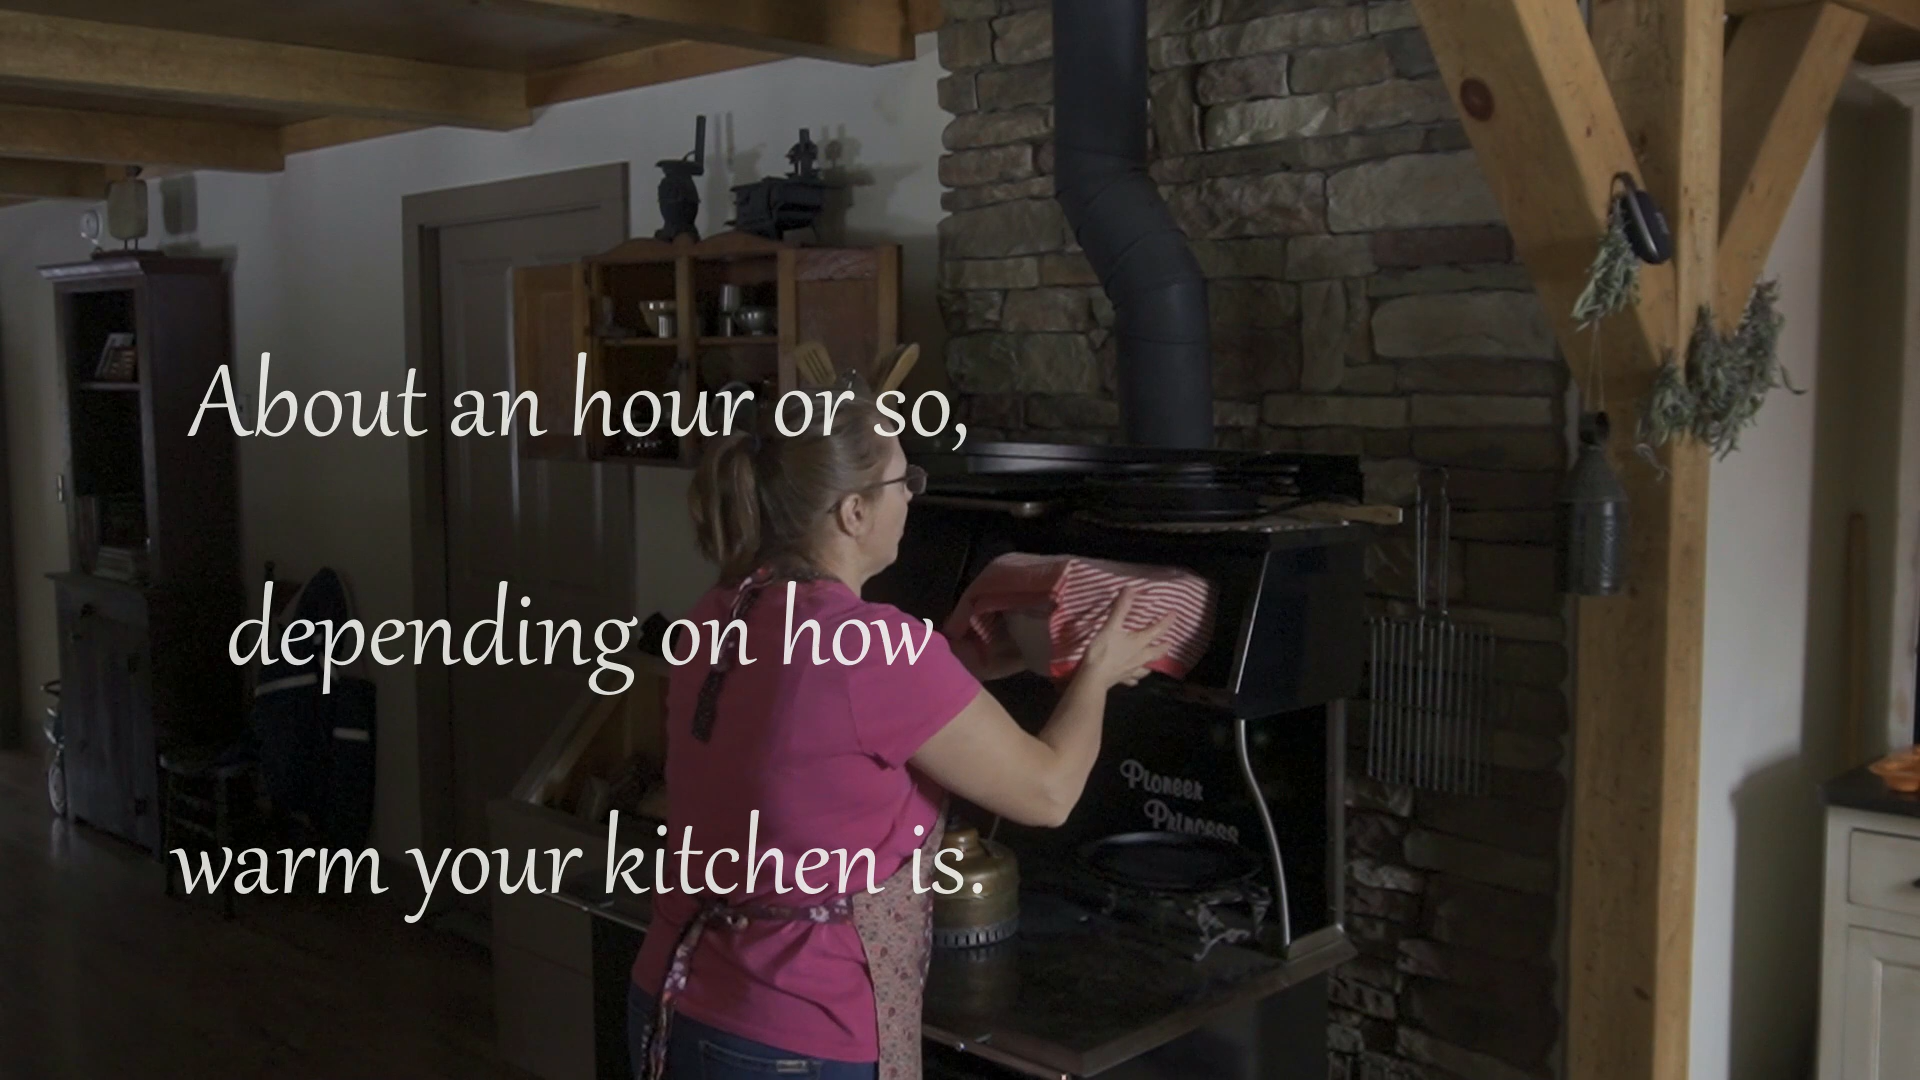 About an hour or so,
depending on how
warm your kitchen is.
Pioneer
Princess